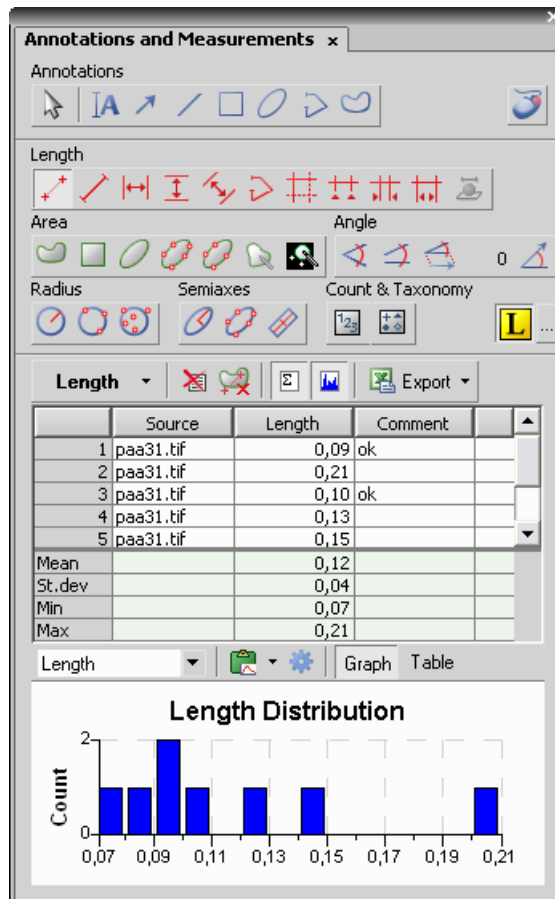 Annotations and Measurements x
Annotations
A
Length
Area Angle
0
Radius Semiaxes Count & Taxonomy
123 L ...
Length Σ Export
Source Length Comment
1 paa31.tif 0,09 ok
2 paa31.tif 0,21
3 paa31.tif 0,10 ok
4 paa31.tif 0,13
5 paa31.tif 0,15
Mean 0,12
St.dev 0,04
Min 0,07
Max 0,21
Length Graph Table
Length Distribution
2
Count
0
0,07 0,09 0,11 0,13 0,15 0,17 0,19 0,21